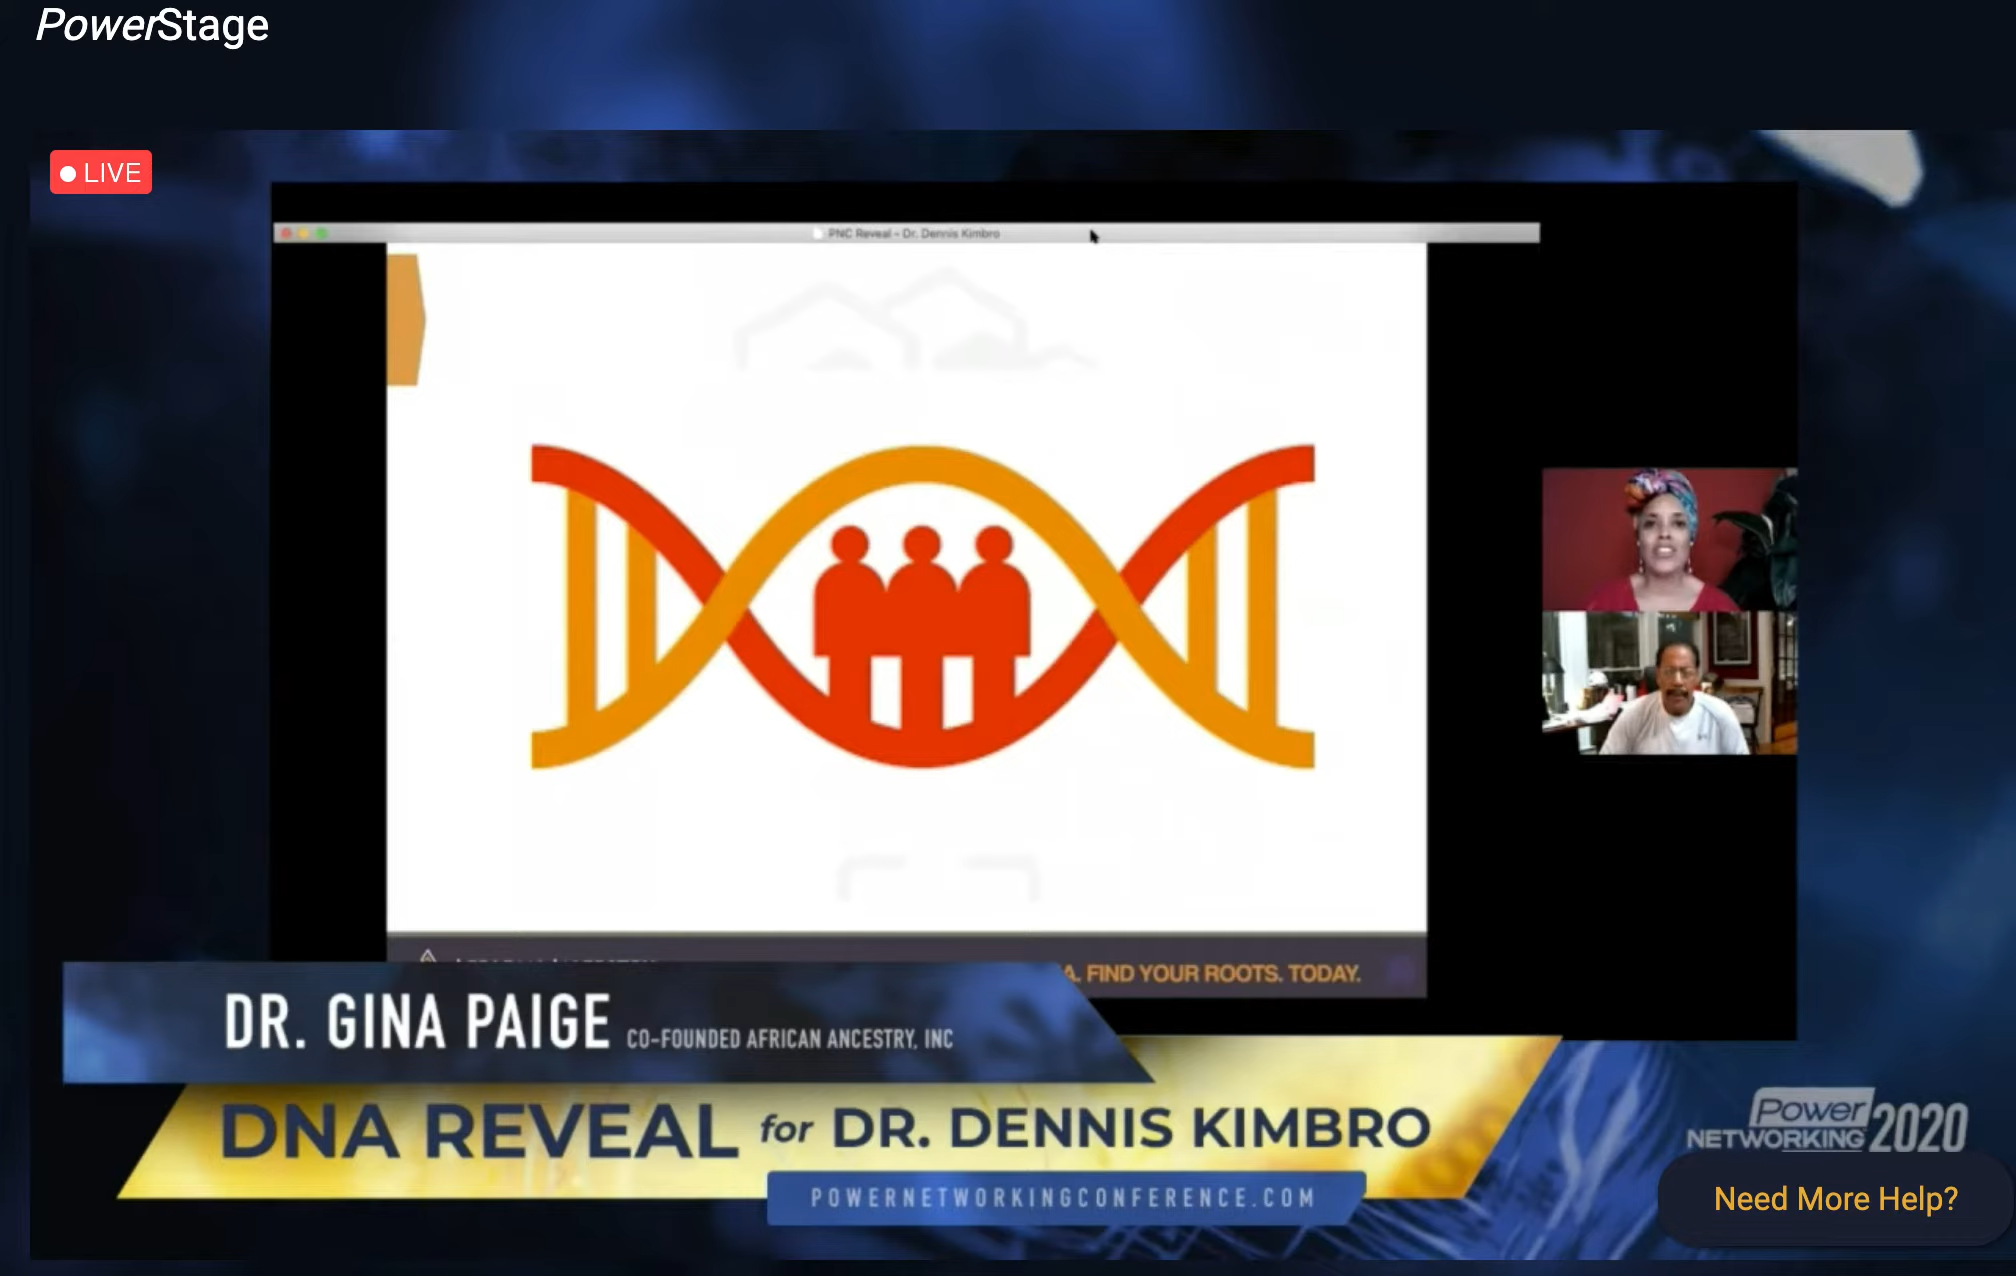 PowerStage
LIVE
PNC Reveal - Dr. Dennis Kimbro
FIND YOUR ROOTS. TODAY.
DR. GINA PAIGE CO-FOUNDED AFRICAN ANCESTRY, INC
DNA REVEAL for DR. DENNIS KIMBRO
POWERNETWORKINGCONFERENCE.COM
Power
NETWORKING 2020
Need More Help?